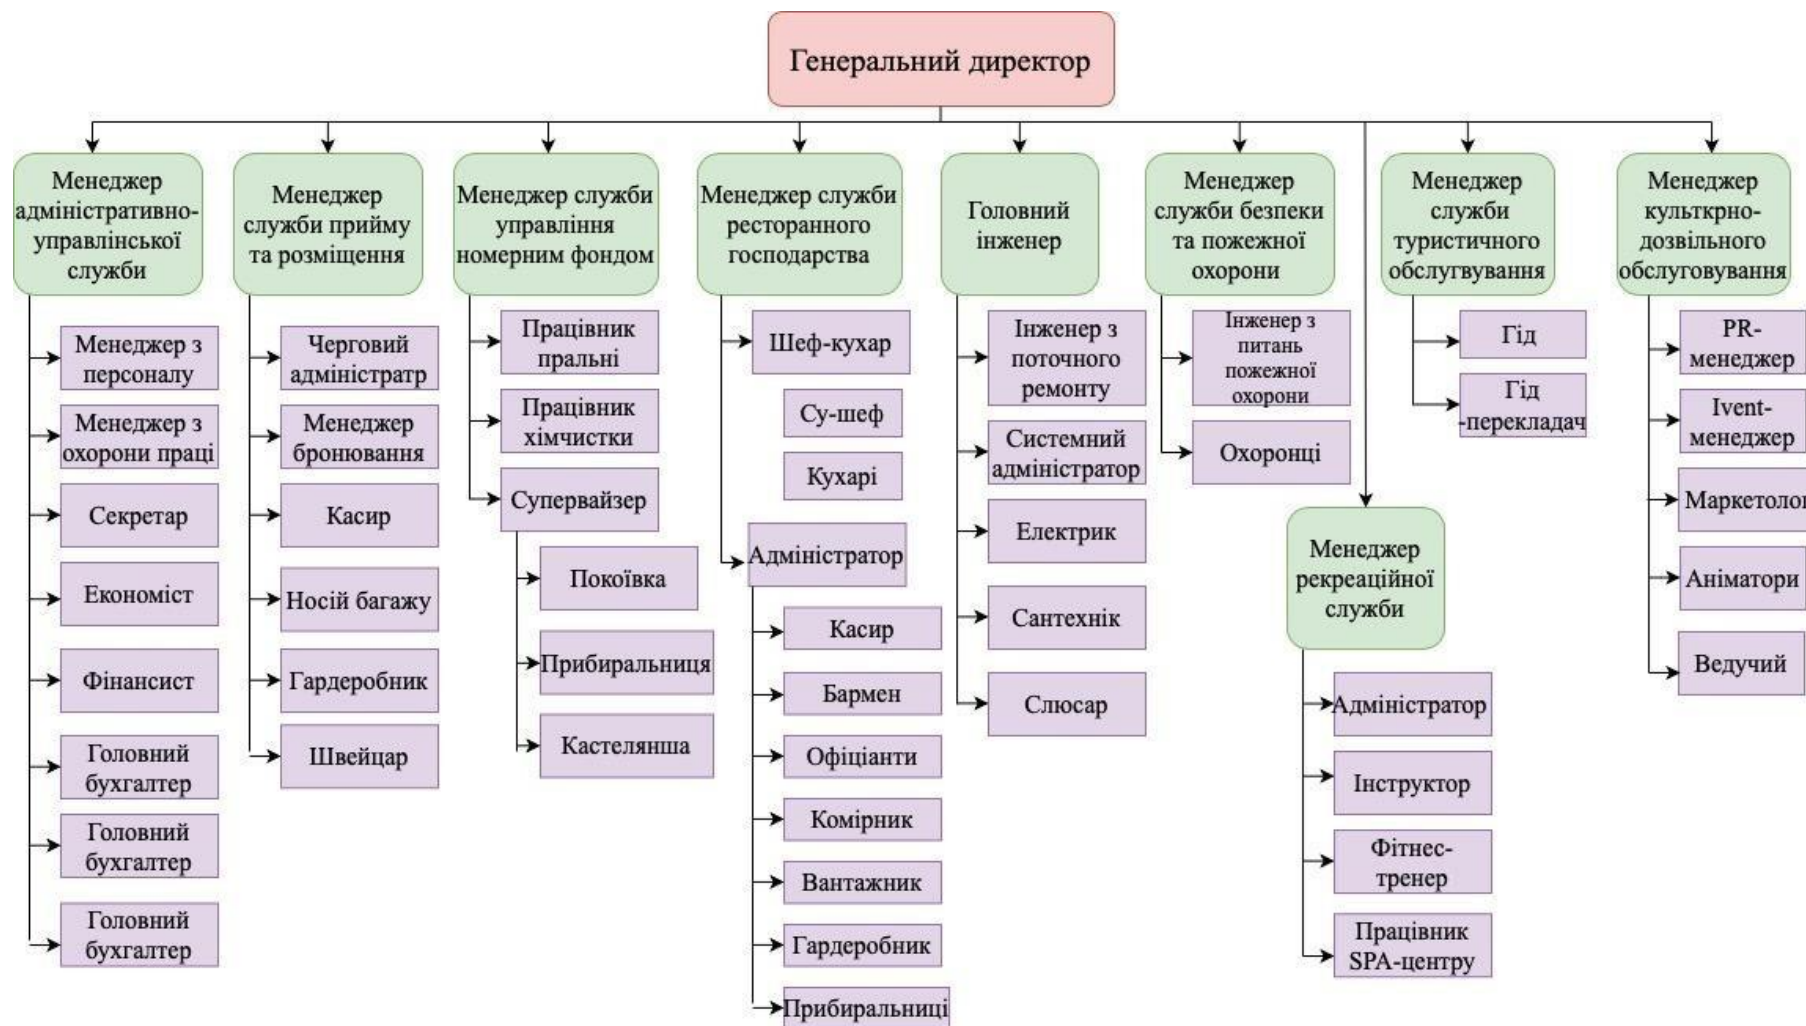 Генеральний директор
Менеджер
адміністративно-
управлінської
служби
Менеджер з
персоналу
Менеджер з
охорони праці
Секретар
Економіст
Фінансист
Головний
бухгалтер
Головний
бухгалтер
Головний
бухгалтер
Менеджер
служби прийму
та розміщення
Черговий
адміністратр
Менеджер
бронювання
Касир
Носій багажу
Гардеробник
Швейцар
Менеджер служби
управління
номерним фондом
Працівник
пральні
Працівник
хімчистки
Супервайзер
Покоївка
Прибиральниця
Кастелянша
Менеджер служби
ресторанного
господарства
Шеф-кухар
Су-шеф
Кухарі
Адміністратор
Касир
Бармен
Офіціанти
Комірник
Вантажник
Гардеробник
Прибиральниці
Головний
інженер
Інженер з
поточного
ремонту
Системний
адміністратор
Електрик
Сантехнік
Слюсар
Менеджер
служби безпеки
та пожежної
охорони
Інженер з
питань
пожежної
охорони
Охоронці
Менеджер
рекреаційної
служби
Адміністратор
Інструктор
Фітнес-
тренер
Працівник
SPA-центру
Менеджер
служби
туристичного
обслугвування
Гід
Гід
-перекладач
Менеджер
культкрно-
дозвільного
обслуговування
PR-
менеджер
Ivent-
менеджер
Маркетолог
Аніматори
Ведучий